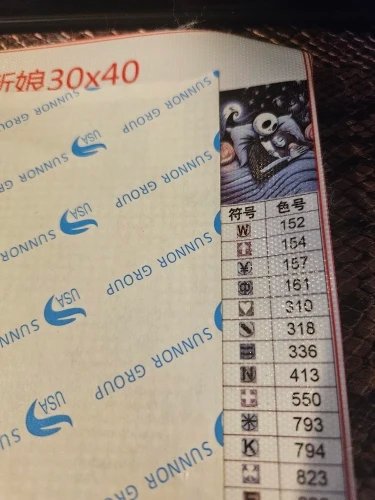 娘30x40
SUNNOR GROUP
USA
SUNNOR GROUP
USA
SUNNOR GROUP
USA
SUNNOR GROUP
USA
SUNNOR GROUP
符号 色号
W 152
154
¥ 157
161
310
318
336
N 413
550
793
K 794
823